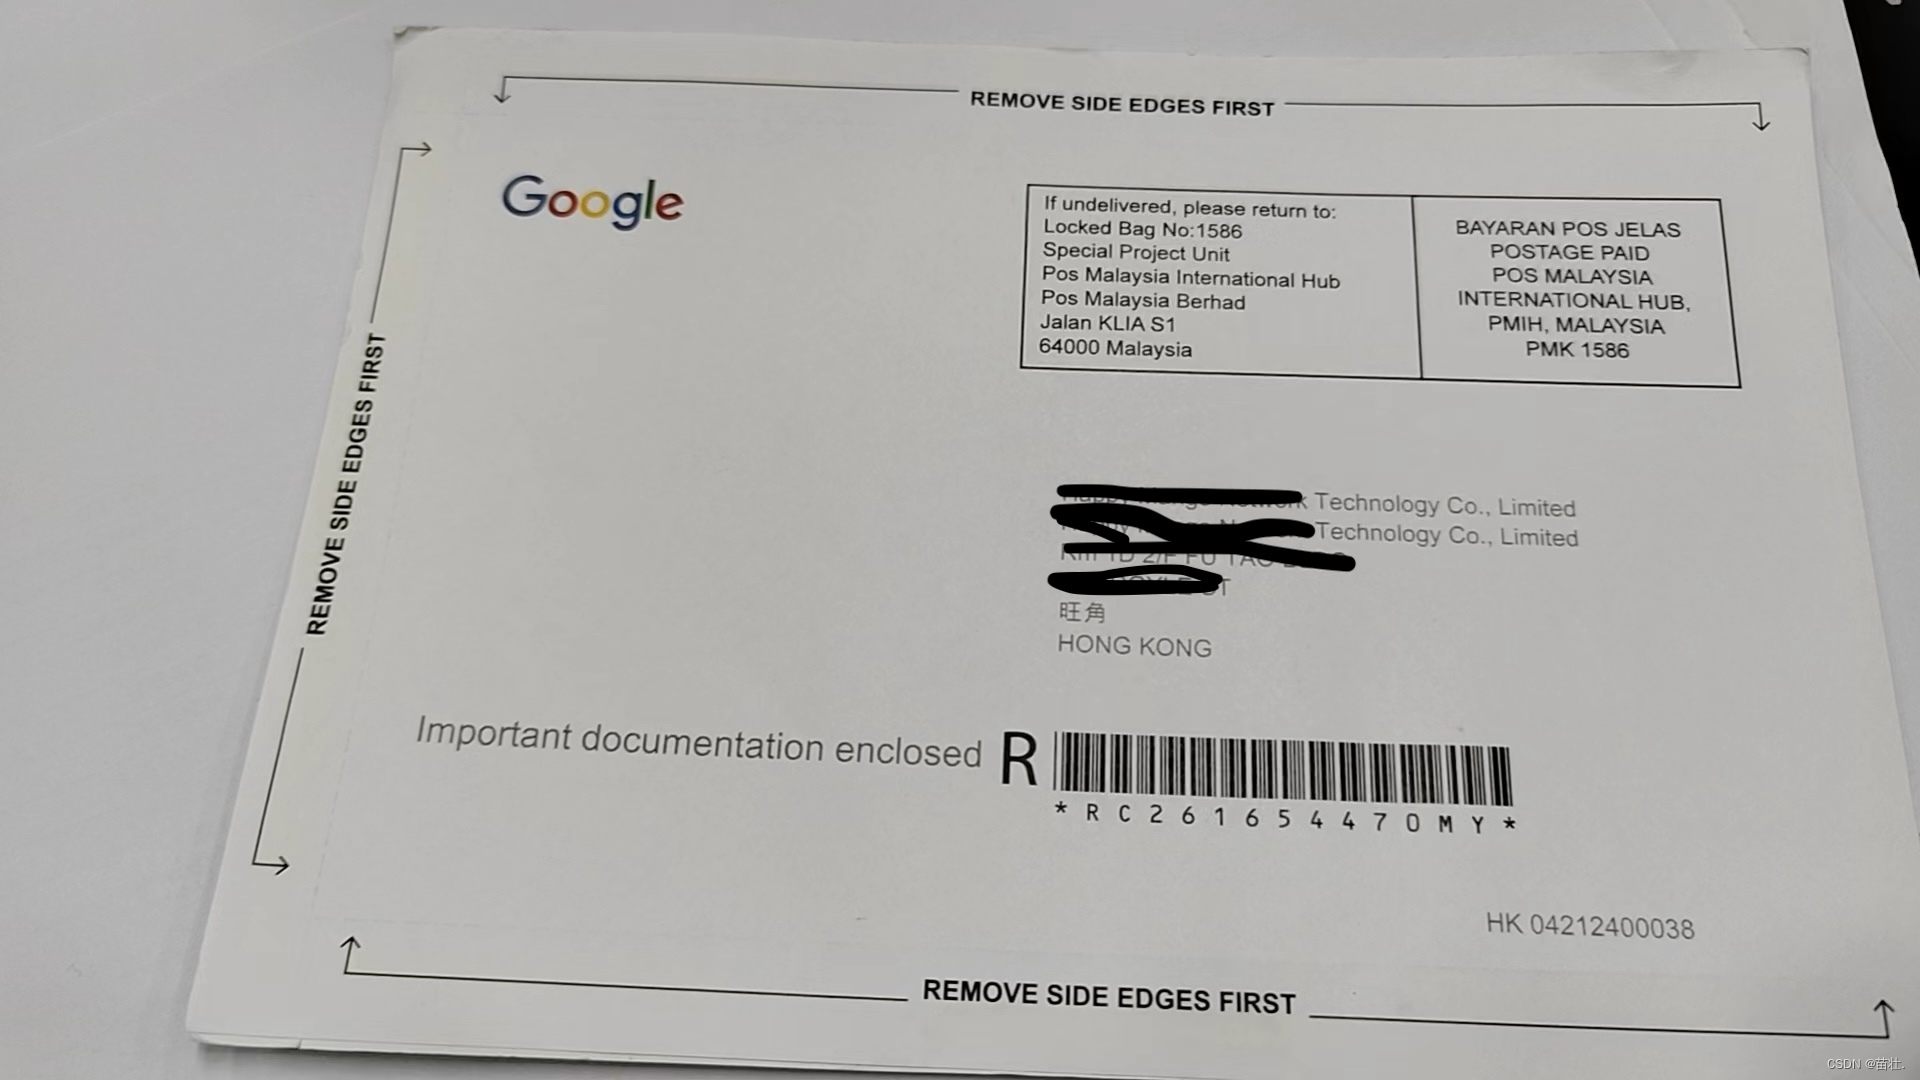 REMOVE SIDE EDGES FIRST
REMOVE SIDE EDGES FIRST
Google
If undelivered, please return to:
Locked Bag No:1586
Special Project Unit
Pos Malaysia International Hub
Pos Malaysia Berhad
Jalan KLIA S1
64000 Malaysia
BAYARAN POS JELAS
POSTAGE PAID
POS MALAYSIA
INTERNATIONAL HUB,
PMIH, MALAYSIA
PMK 1586
Technology Co., Limited
Technology Co., Limited
旺角
HONG KONG
Important documentation enclosed
R
*RC261654470MY*
HK 04212400038
REMOVE SIDE EDGES FIRST
CSDN @苗壮.